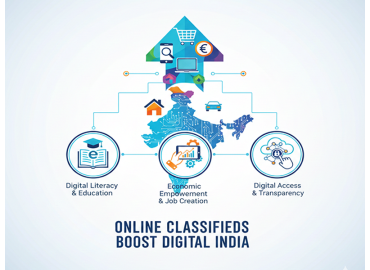 Digital Literacy
& Education
Economic
Empowerment
& Job Creation
Digital Access
& Transparency
ONLINE CLASSIFIEDS
BOOST DIGITAL INDIA